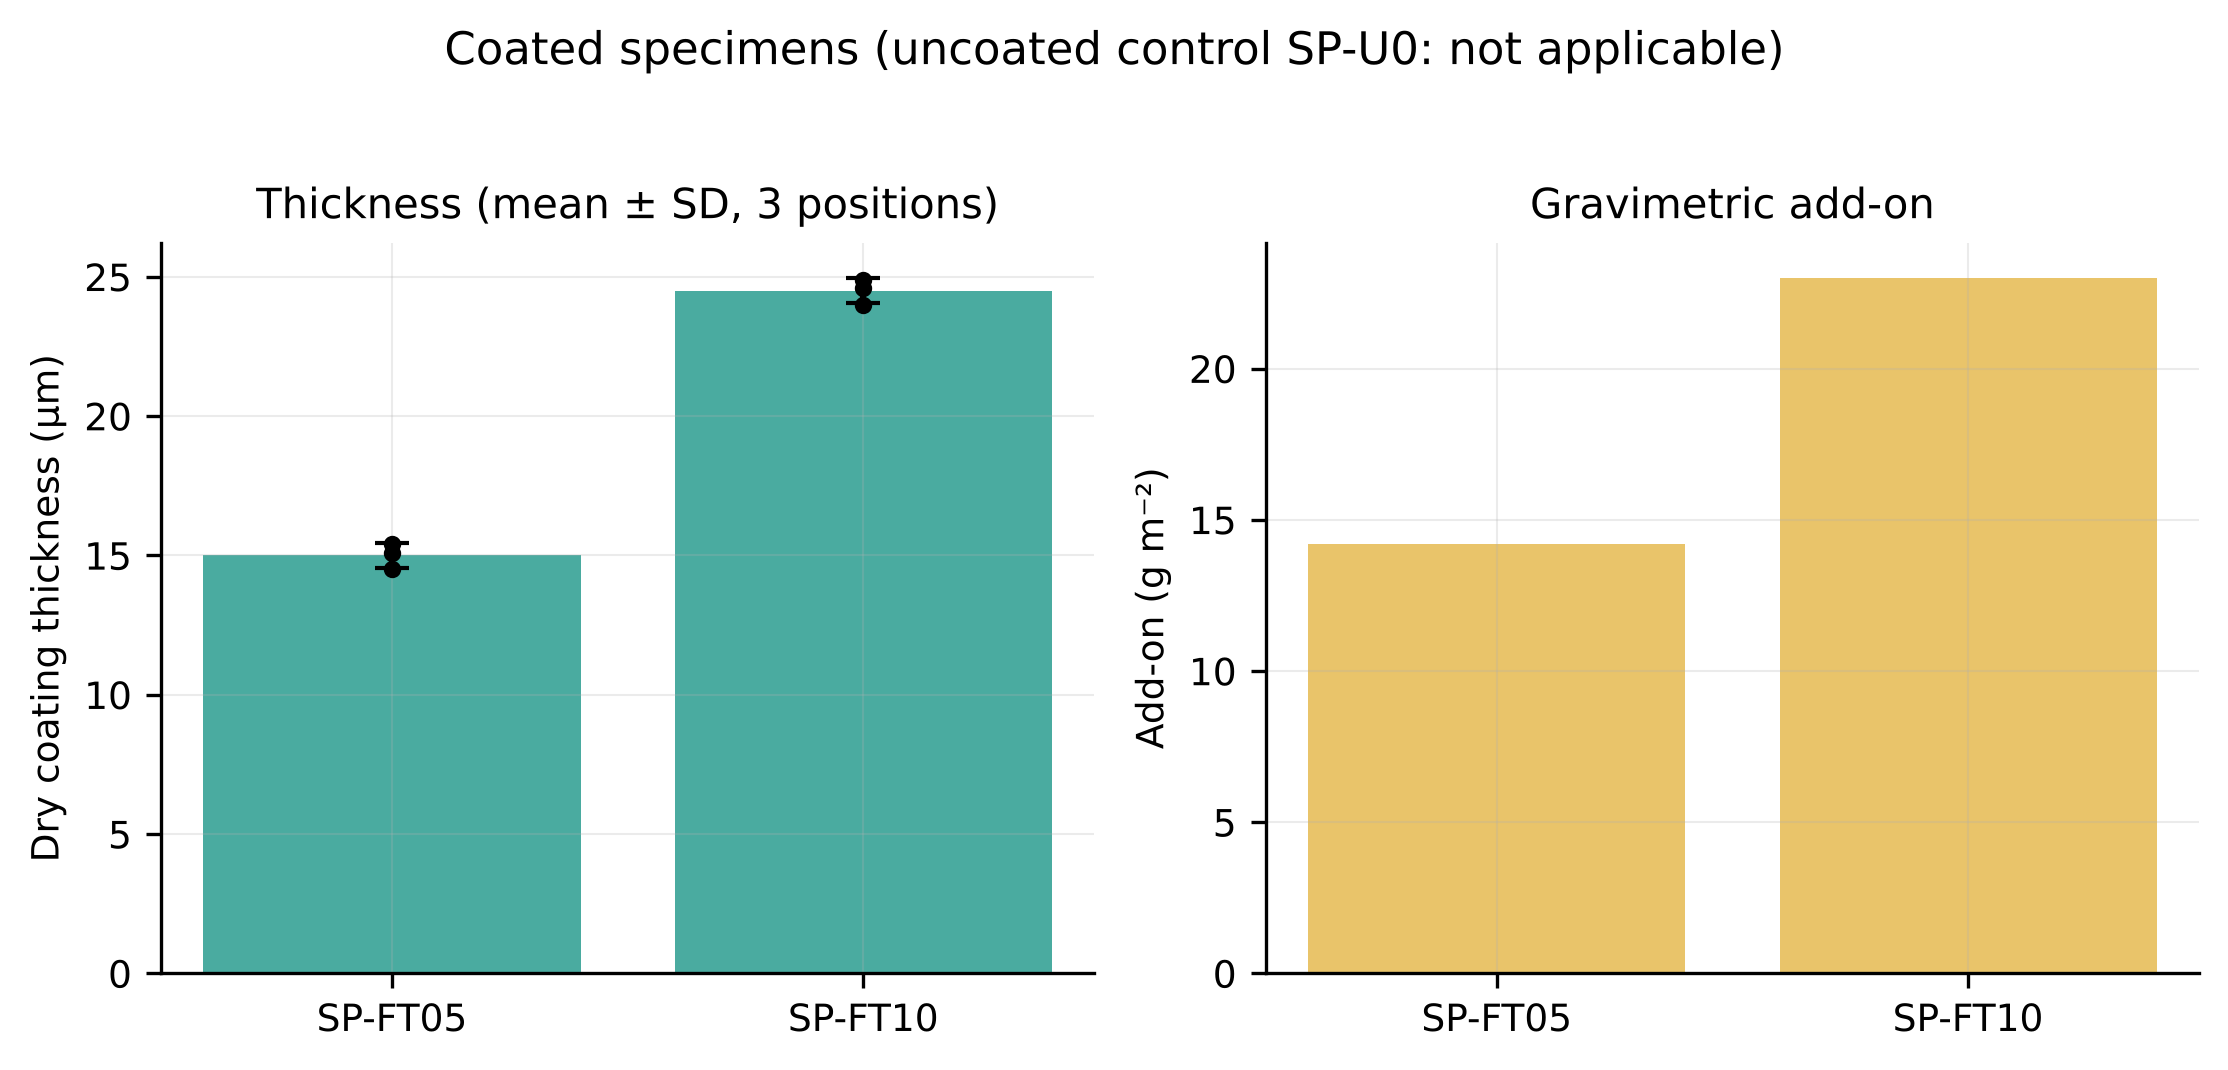 Coated specimens (uncoated control SP-U0: not applicable)
Thickness (mean ± SD, 3 positions)
Dry coating thickness (µm)
25
20
15
10
5
0
SP-FT05
SP-FT10
Gravimetric add-on
Add-on (g m⁻²)
20
15
10
5
0
SP-FT05
SP-FT10